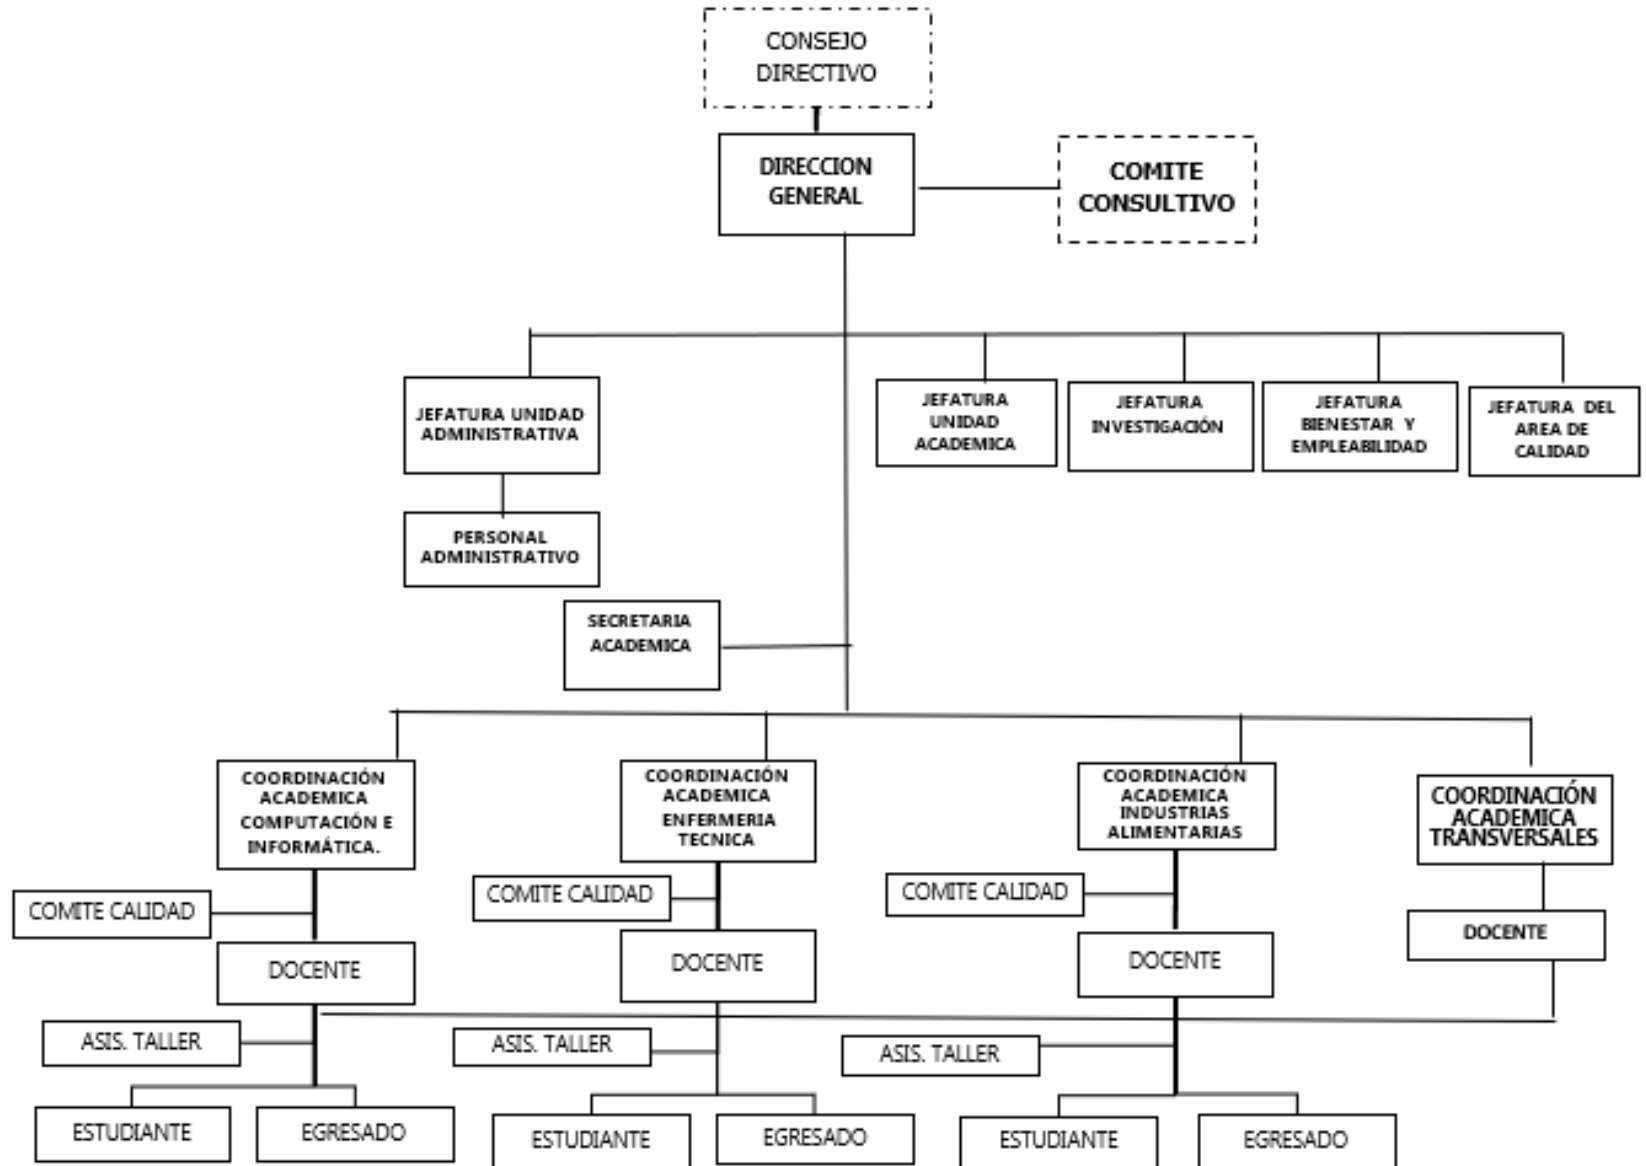 CONSEJO
DIRECTIVO
DIRECCION
GENERAL
COMITE
CONSULTIVO
JEFATURA UNIDAD
ADMINISTRATIVA
JEFATURA
UNIDAD
ACADEMICA
JEFATURA
INVESTIGACIÓN
JEFATURA
BIENESTAR Y
EMPLEABILIDAD
JEFATURA DEL
AREA DE
CALIDAD
PERSONAL
ADMINISTRATIVO
SECRETARIA
ACADEMICA
COORDINACIÓN
ACADEMICA
COMPUTACIÓN E
INFORMÁTICA.
COORDINACIÓN
ACADEMICA
ENFERMERIA
TECNICA
COORDINACIÓN
ACADEMICA
INDUSTRIAS
ALIMENTARIAS
COORDINACIÓN
ACADEMICA
TRANSVERSALES
COMITE CALIDAD
COMITE CALIDAD
COMITE CALIDAD
DOCENTE
DOCENTE
DOCENTE
DOCENTE
ASIS. TALLER
ASIS. TALLER
ASIS. TALLER
ESTUDIANTE
EGRESADO
ESTUDIANTE
EGRESADO
ESTUDIANTE
EGRESADO